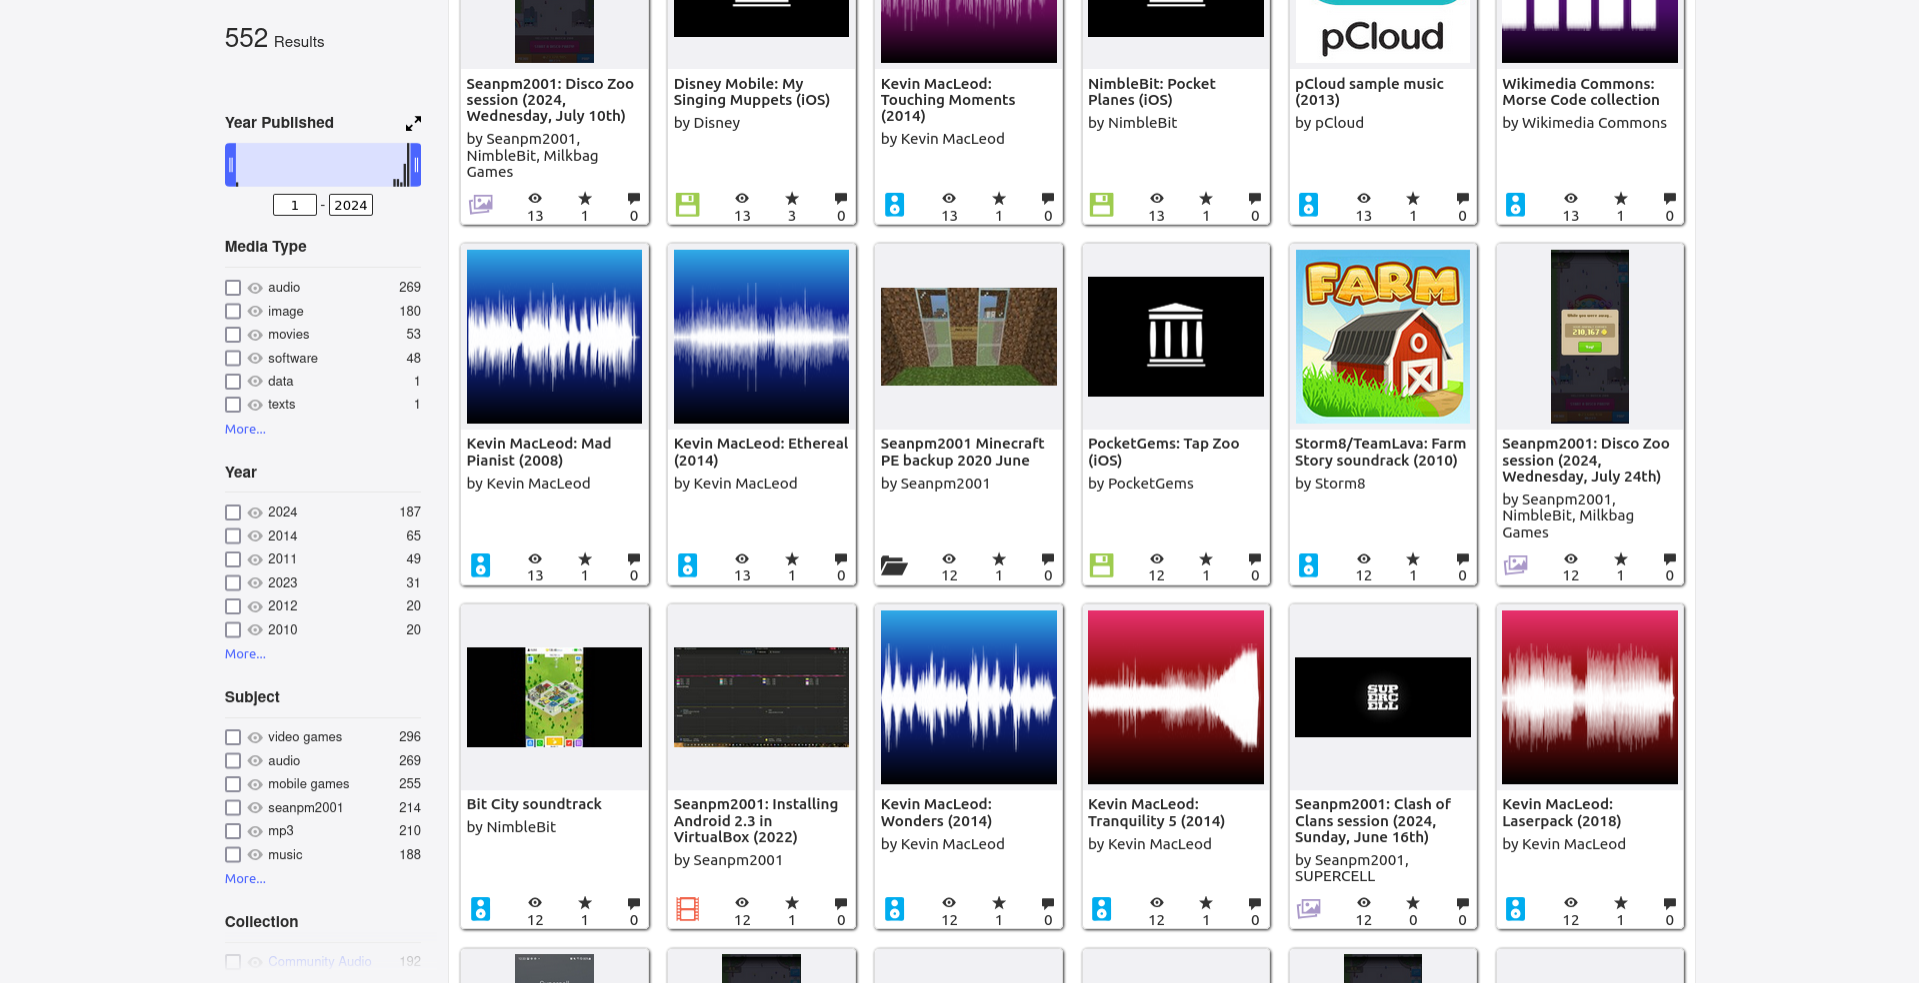 552 Results
Year Published
1 - 2024
Media Type
audio 269
image 180
movies 53
software 48
data 1
texts 1
More...
Year
2024 187
2014 65
2011 49
2023 31
2012 20
2010 20
More...
Subject
video games 296
audio 269
mobile games 255
seanpm2001 214
mp3 210
music 188
More...
Collection
Community Audio 192
Seanpm2001: Disco Zoo
session (2024,
Wednesday, July 10th)
by Seanpm2001,
NimbleBit, Milkbag
Games
13 1 0
Disney Mobile: My
Singing Muppets (iOS)
by Disney
13 3 0
Kevin MacLeod:
Touching Moments
(2014)
by Kevin MacLeod
13 1 0
NimbleBit: Pocket
Planes (iOS)
by NimbleBit
13 1 0
pCloud
pCloud sample music
(2013)
by pCloud
13 1 0
Wikimedia Commons:
Morse Code collection
by Wikimedia Commons
13 1 0
Kevin MacLeod: Mad
Pianist (2008)
by Kevin MacLeod
13 1 0
Kevin MacLeod: Ethereal
(2014)
by Kevin MacLeod
13 1 0
Seanpm2001 Minecraft
PE backup 2020 June
by Seanpm2001
12 1 0
PocketGems: Tap Zoo
(iOS)
by PocketGems
12 1 0
FARM
Storm8/TeamLava: Farm
Story soundrack (2010)
by Storm8
12 1 0
While you were away...
210,167
Seanpm2001: Disco Zoo
session (2024,
Wednesday, July 24th)
by Seanpm2001,
NimbleBit, Milkbag
Games
12 1 0
Bit City soundtrack
by NimbleBit
12 1 0
Seanpm2001: Installing
Android 2.3 in
VirtualBox (2022)
by Seanpm2001
12 1 0
Kevin MacLeod:
Wonders (2014)
by Kevin MacLeod
12 1 0
Kevin MacLeod:
Tranquility 5 (2014)
by Kevin MacLeod
12 1 0
SUP
ERC
ELL
Seanpm2001: Clash of
Clans session (2024,
Sunday, June 16th)
by Seanpm2001,
SUPERCELL
12 0 0
Kevin MacLeod:
Laserpack (2018)
by Kevin MacLeod
12 1 0